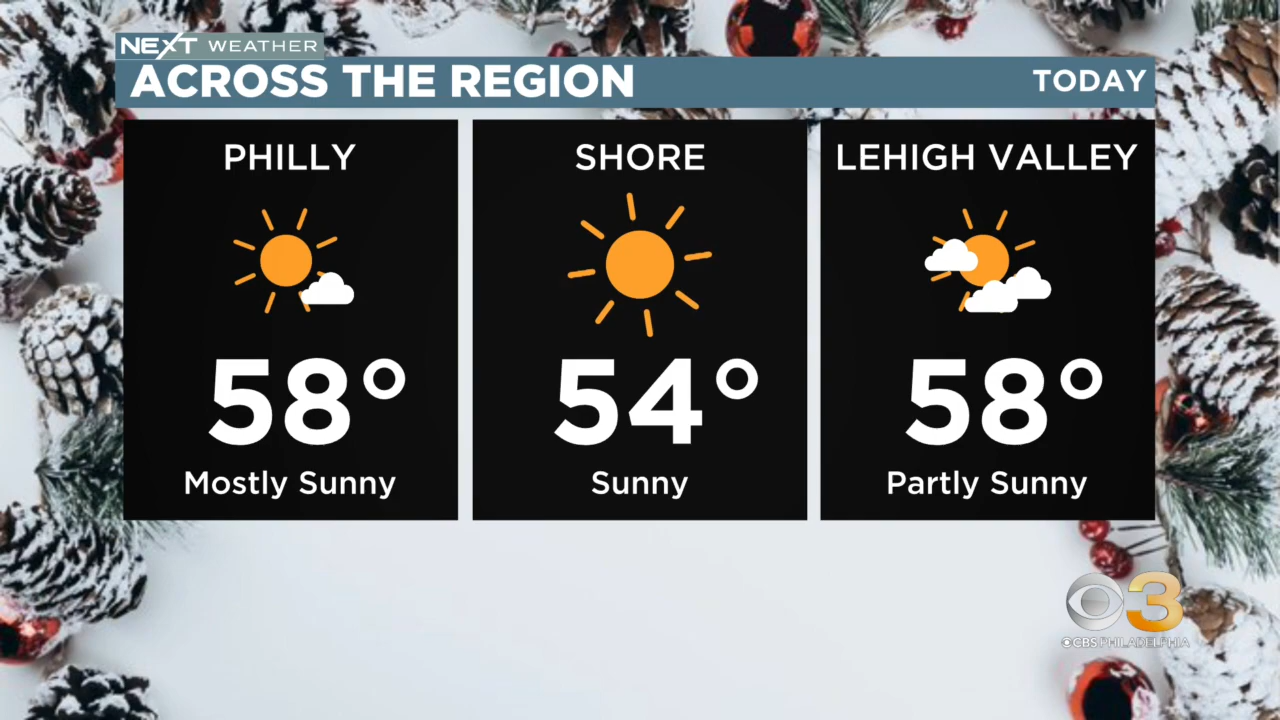 NEXT WEATHER
ACROSS THE REGION
TODAY
PHILLY
58°
Mostly Sunny
SHORE
54°
Sunny
LEHIGH VALLEY
58°
Partly Sunny
3
CBS PHILADELPHIA